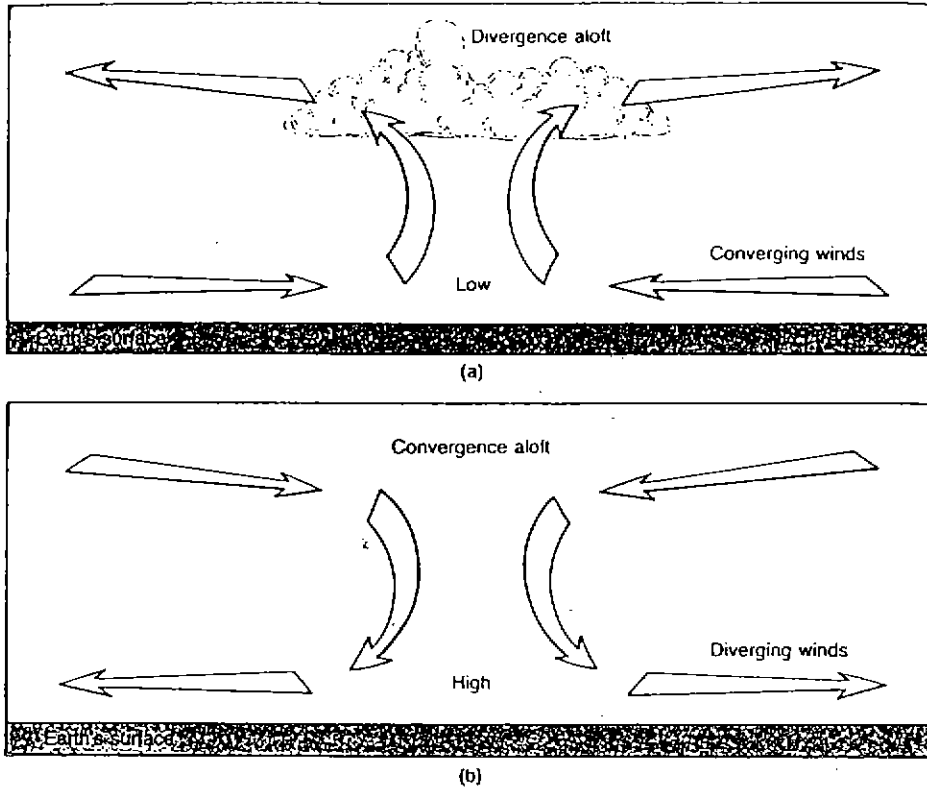 Divergence aloft
Converging winds
Low
Earth's surface
(a)
Convergence aloft
Diverging winds
High
Earth's surface
(b)